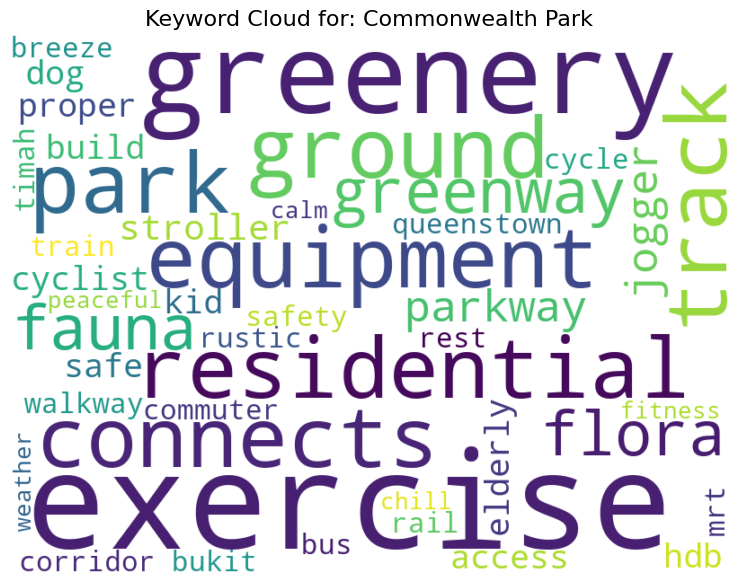 Keyword Cloud for: Commonwealth Park
breeze
greenery
dog
proper
track
build
ground
cycle
timah
park
greenway
jogger
calm
stroller
queenstown
train
equipment
cyclist
peaceful
kid
parkway
fauna
safety
rustic
rest
safe
residential
walkway
commuter
fitness
connects
elderly
flora
weather
exercise
chill
rail
mrt
bus
corridor
bukit
access
hdb